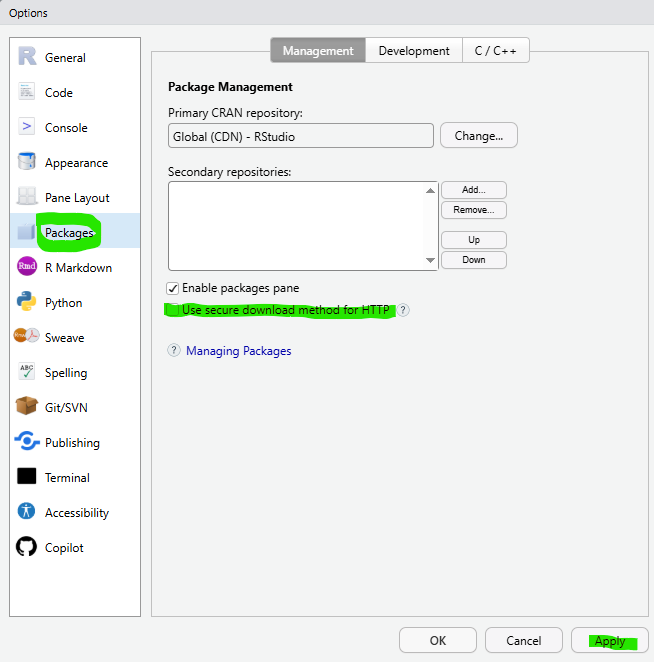 Options
General
Code
Console
Appearance
Pane Layout
Packages
Rmd R Markdown
Python
Sweave
ABC Spelling
Git/SVN
Publishing
Terminal
Accessibility
Copilot
Management Development C / C++
Package Management
Primary CRAN repository:
Global (CDN) - RStudio Change...
Secondary repositories:
Add...
Remove...
Up
Down
Enable packages pane
Use secure download method for HTTP ?
? Managing Packages
OK Cancel Apply